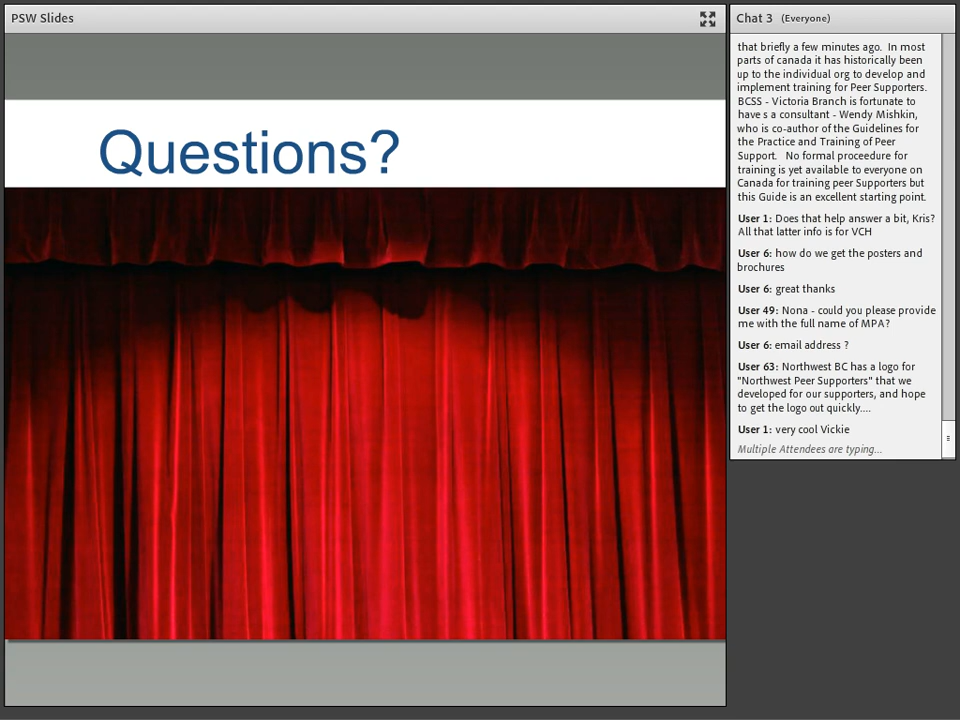 PSW Slides
Questions?
Chat 3 (Everyone)
that briefly a few minutes ago. In most
parts of canada it has historically been
up to the individual org to develop and
implement training for Peer Supporters.
BCSS - Victoria Branch is fortunate to
have s a consultant - Wendy Mishkin,
who is co-author of the Guidelines for
the Practice and Training of Peer
Support. No formal proceedure for
training is yet available to everyone on
Canada for training peer Supporters but
this Guide is an excellent starting point.
User 1: Does that help answer a bit, Kris?
All that latter info is for VCH
User 6: how do we get the posters and
brochures
User 6: great thanks
User 49: Nona - could you please provide
me with the full name of MPA?
User 6: email address ?
User 63: Northwest BC has a logo for
"Northwest Peer Supporters" that we
developed for our supporters, and hope
to get the logo out quickly....
User 1: very cool Vickie
Multiple Attendees are typing...